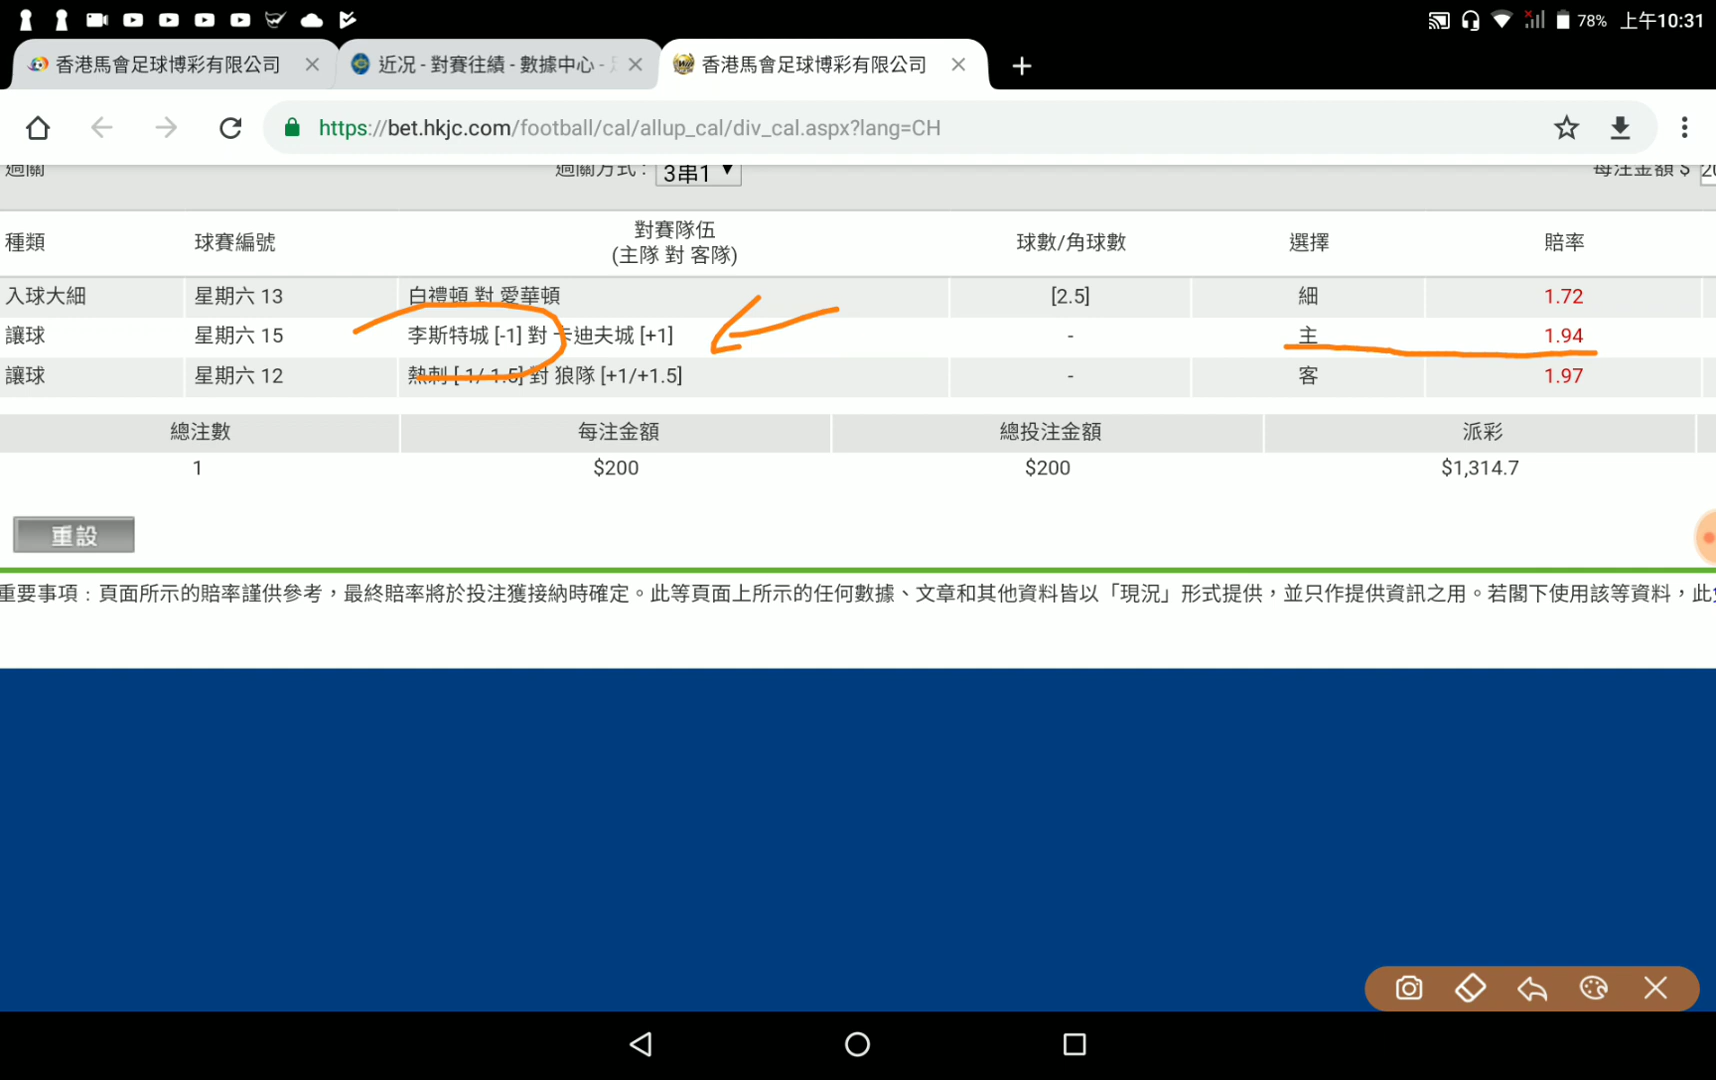 78% 上午10:31
香港馬會足球博彩有限公司
近況 - 對賽往績 - 數據中心 -
香港馬會足球博彩有限公司
https://bet.hkjc.com/football/cal/allup_cal/div_cal.aspx?lang=CH
過關 過關方式 : 3串1 每注金額 $ 20
對賽隊伍
種類 球賽編號 (主隊 對 客隊) 球數/角球數 選擇 賠率
入球大細 星期六 13 白禮頓 對 愛華頓 [2.5] 細 1.72
讓球 星期六 15 李斯特城 [-1] 對 卡迪夫城 [+1] - 主 1.94
讓球 星期六 12 熱刺 [-1/-1.5] 對 狼隊 [+1/+1.5] - 客 1.97
總注數 每注金額 總投注金額 派彩
1 $200 $200 $1,314.7
重設
重要事項：頁面所示的賠率謹供參考，最終賠率將於投注獲接納時確定。此等頁面上所示的任何數據、文章和其他資料皆以「現況」形式提供，並只作提供資訊之用。若閣下使用該等資料，此